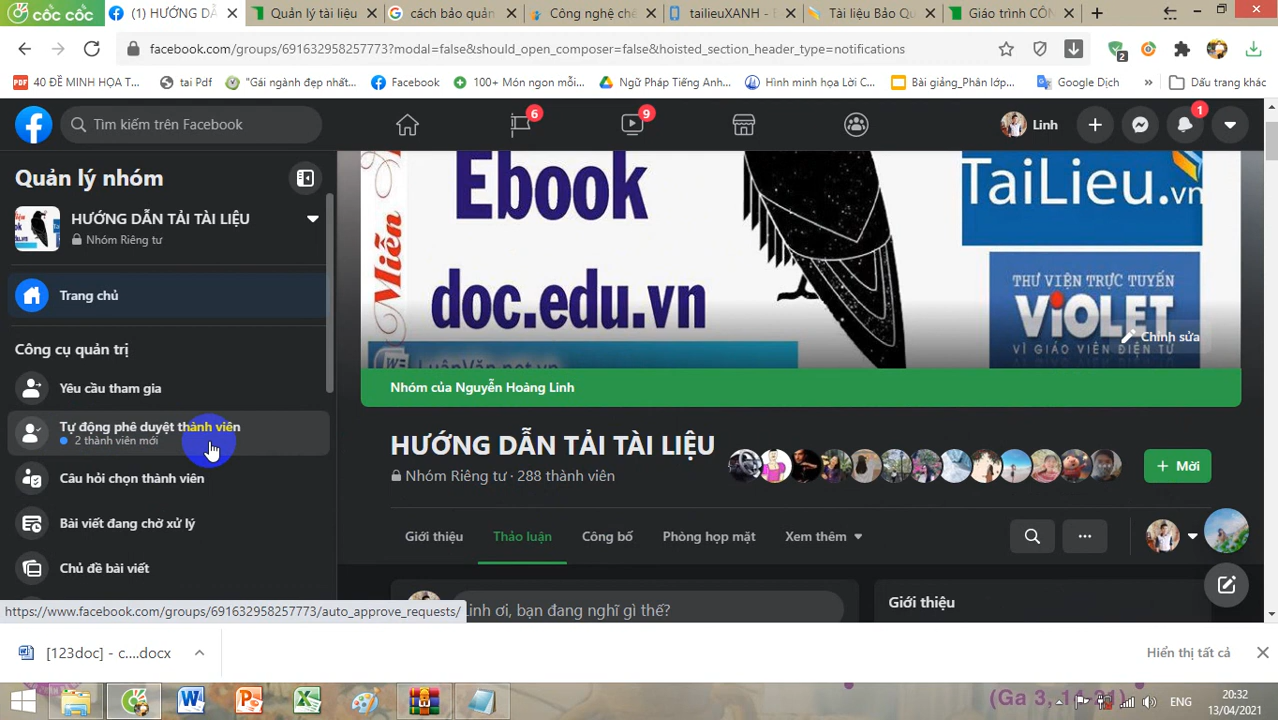 cốc cốc
(1) HƯỚNG DẪ
Quản lý tài liệu
cách bảo quản
Công nghệ chế
tailieuXANH - E
Tài liệu Bảo Qu
Giáo trình CÔN
facebook.com/groups/691632958257773?modal=false&should_open_composer=false&hoisted_section_header_type=notifications
2
PDF
40 ĐỀ MINH HỌA T...
tai Pdf
"Gái ngành đẹp nhất...
Facebook
100+ Món ngon mỗi...
Ngữ Pháp Tiếng Anh...
Hình minh họa Lời C...
Bài giảng_Phân lớp...
Google Dịch
»
Dấu trang khác
Tìm kiếm trên Facebook
6
9
Linh
1
Quản lý nhóm
HƯỚNG DẪN TẢI TÀI LIỆU
Nhóm Riêng tư
Trang chủ
Công cụ quản trị
Yêu cầu tham gia
Tự động phê duyệt thành viên
2 thành viên mới
Câu hỏi chọn thành viên
Bài viết đang chờ xử lý
Chủ đề bài viết
https://www.facebook.com/groups/691632958257773/auto_approve_requests/
Miễn
Ebook
doc.edu.vn
LuậnVăn.net.vn
TaiLieu.vn
THƯ VIỆN TRỰC TUYẾN
ViOLET
VÌ GIÁO VIÊN ĐIỆN TỬ
Chỉnh sửa
Nhóm của Nguyễn Hoàng Linh
HƯỚNG DẪN TẢI TÀI LIỆU
Nhóm Riêng tư · 288 thành viên
+ Mời
Giới thiệu
Thảo luận
Công bố
Phòng họp mặt
Xem thêm
Linh ơi, bạn đang nghĩ gì thế?
Giới thiệu
[123doc] - c....docx
Hiển thị tất cả
(Ga 3, 14-21)
ENG
20:32
13/04/2021